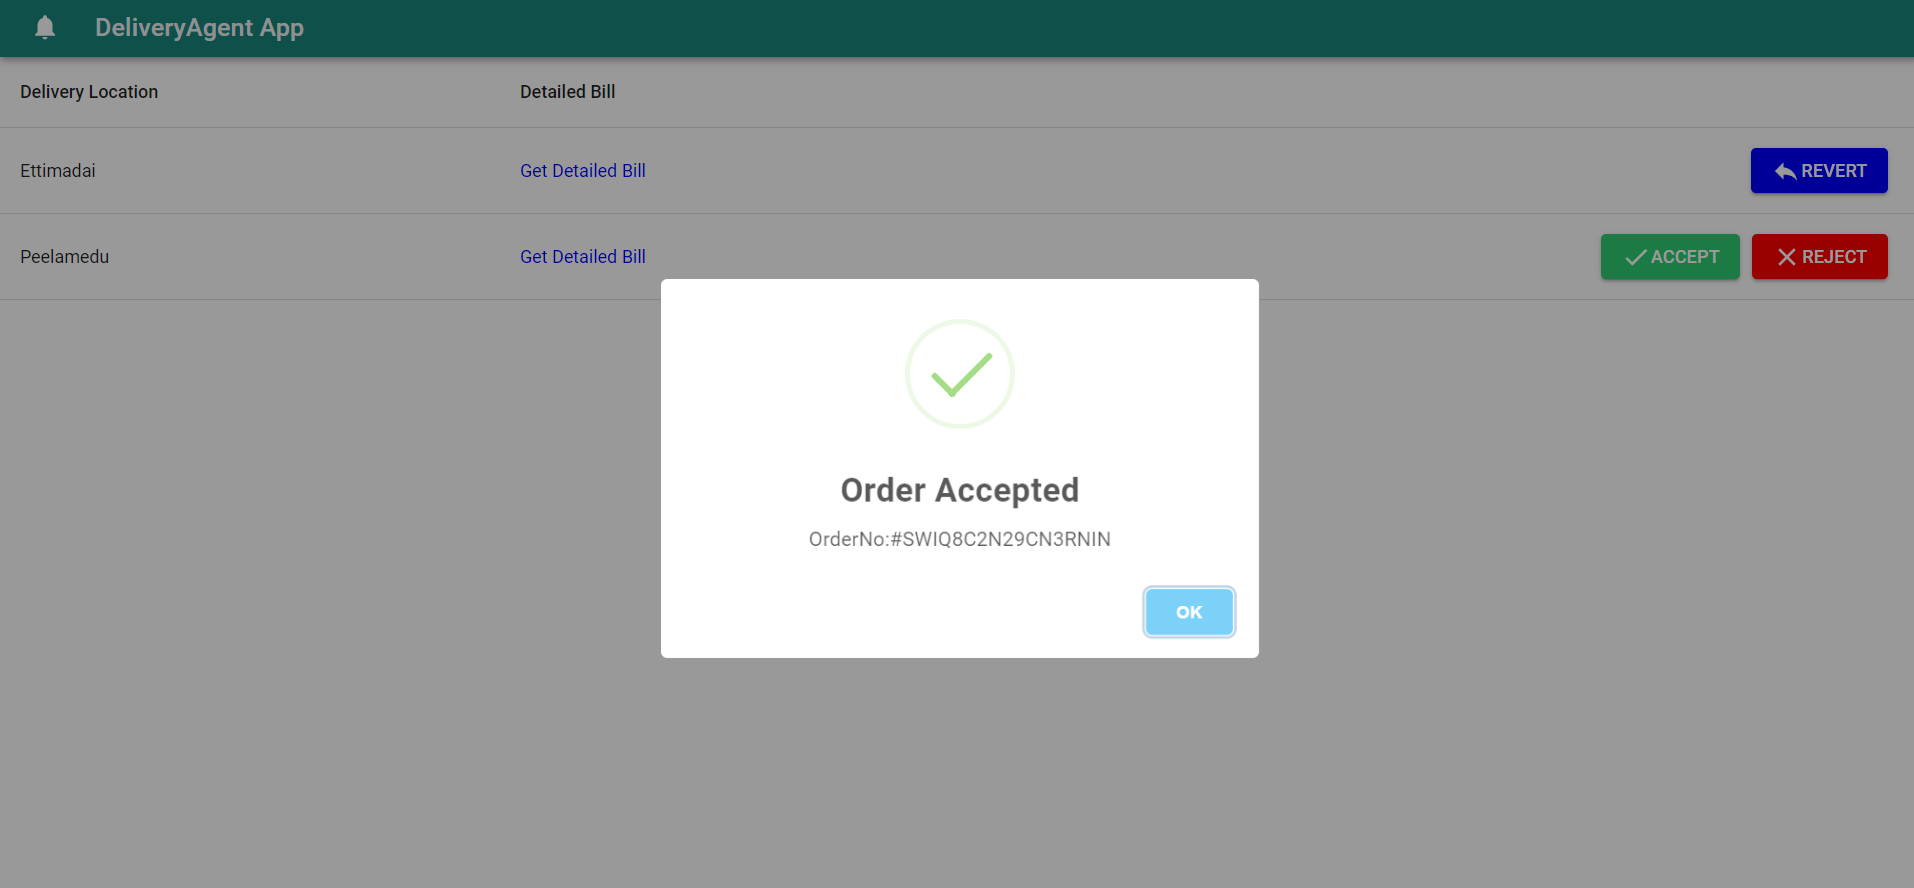 DeliveryAgent App
Delivery Location Detailed Bill
Ettimadai Get Detailed Bill REVERT
Peelamedu Get Detailed Bill ACCEPT REJECT
Order Accepted
OrderNo:#SWIQ8C2N29CN3RNIN
OK